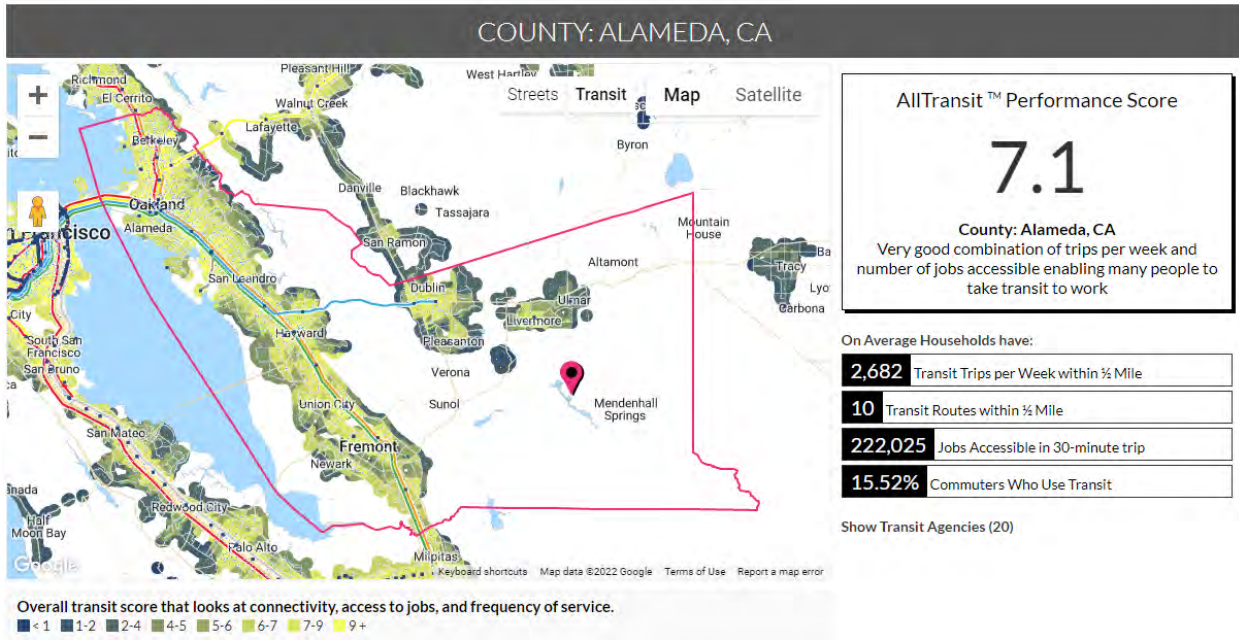 COUNTY: ALAMEDA, CA
Richmond
El Cerrito
Pleasant Hill
Walnut Creek
Lafayette
Berkeley
West Hartley
Streets Transit Map Satellite
Byron
+
−
Danville
Blackhawk
Tassajara
Oakland
Alameda
San Ramon
Mountain
House
Altamont
Tracy
Ba
Lyo
Carbona
San Leandro
Dublin
Ulmar
Livermore
Hayward
Pleasanton
City
South San
Francisco
San Bruno
Verona
Union City
Sunol
Mendenhall
Springs
San Mateo
Fremont
Newark
Redwood City
Half
Moon Bay
Palo Alto
Milpitas
Google
Keyboard shortcuts Map data ©2022 Google Terms of Use Report a map error
AllTransit ™ Performance Score
7.1
County: Alameda, CA
Very good combination of trips per week and
number of jobs accessible enabling many people to
take transit to work
On Average Households have:
2,682 Transit Trips per Week within ½ Mile
10 Transit Routes within ½ Mile
222,025 Jobs Accessible in 30-minute trip
15.52% Commuters Who Use Transit
Show Transit Agencies (20)
Overall transit score that looks at connectivity, access to jobs, and frequency of service.
< 1 1-2 2-4 4-5 5-6 6-7 7-9 9 +